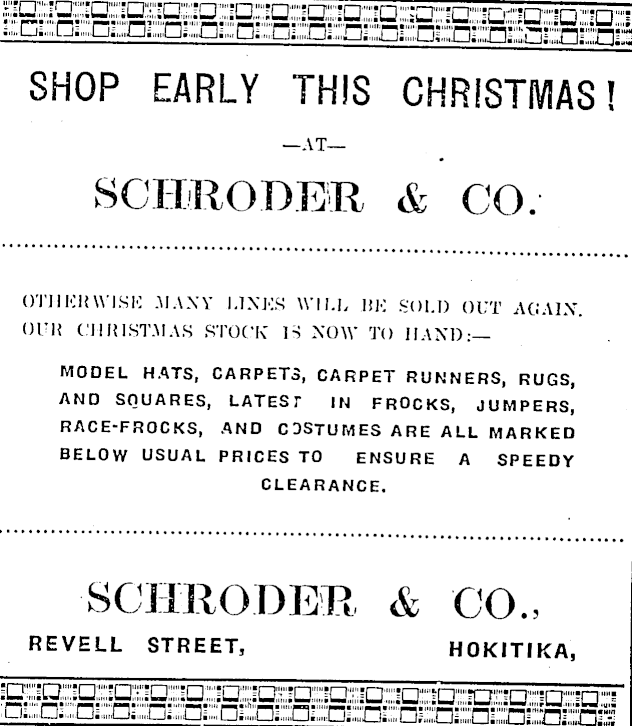 SHOP EARLY THIS CHRISTMAS!
—AT—
SCHRODER & CO.
OTHERWISE MANY LINES WILL BE SOLD OUT AGAIN.
OUR CHRISTMAS STOCK IS NOW TO HAND:—
MODEL HATS, CARPETS, CARPET RUNNERS, RUGS,
AND SQUARES, LATEST IN FROCKS, JUMPERS,
RACE-FROCKS, AND COSTUMES ARE ALL MARKED
BELOW USUAL PRICES TO ENSURE A SPEEDY
CLEARANCE.
SCHRODER & CO.,
REVELL STREET, HOKITIKA,